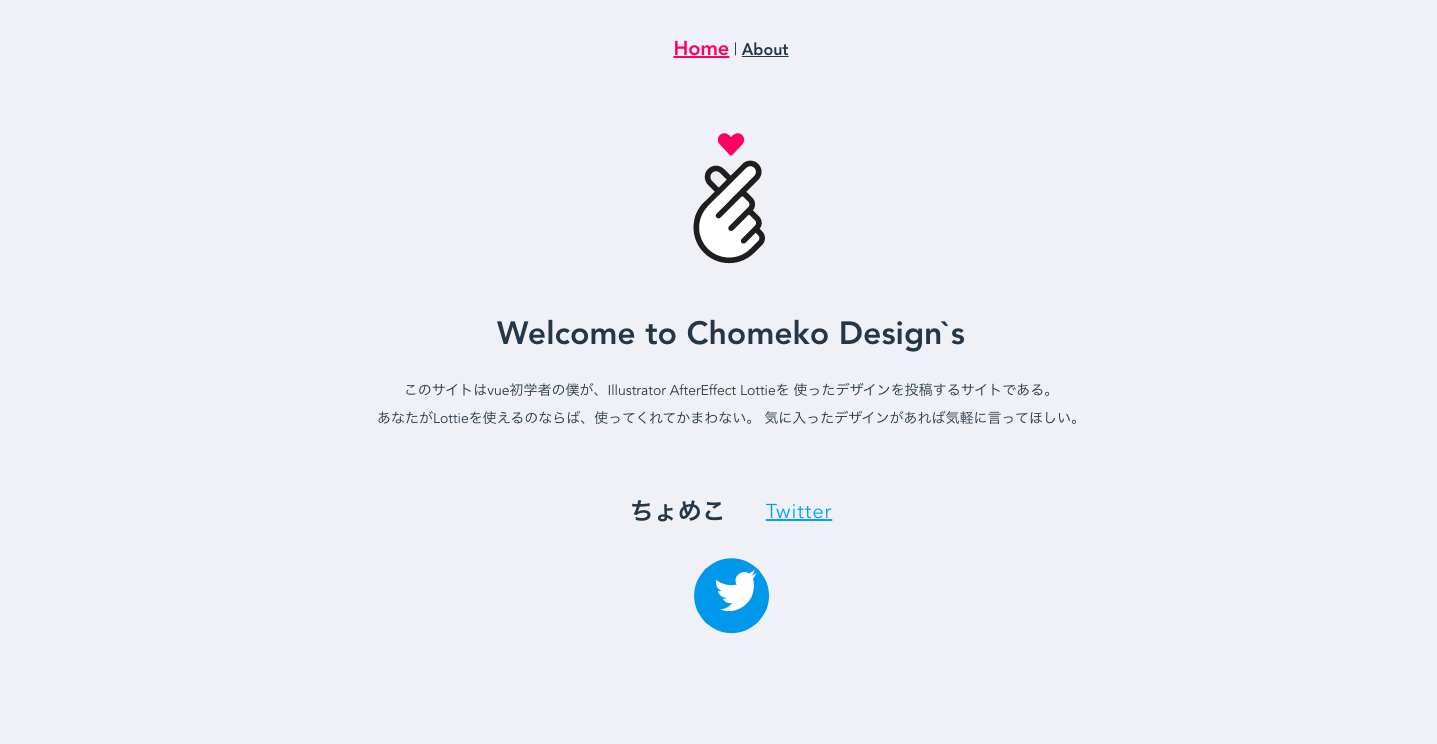 Home | About
Welcome to Chomeko Design`s
このサイトはvue初学者の僕が、Illustrator AfterEffect Lottieを 使ったデザインを投稿するサイトである。
あなたがLottieを使えるのならば、使ってくれてかまわない。 気に入ったデザインがあれば気軽に言ってほしい。
ちょめこ Twitter